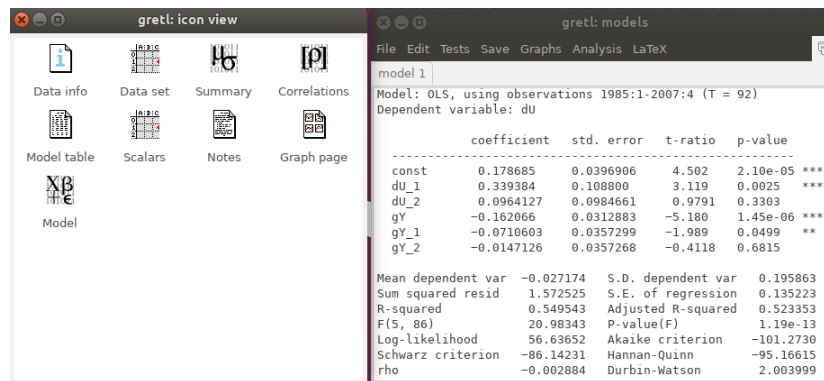 gretl: icon view
Data info Data set Summary Correlations
Model table Scalars Notes Graph page
Model
gretl: models
File Edit Tests Save Graphs Analysis LaTeX
model 1
Model: OLS, using observations 1985:1-2007:4 (T = 92)
Dependent variable: dU
coefficient std. error t-ratio p-value
---------------------------------------------------------
const 0.178685 0.0396906 4.502 2.10e-05 ***
dU_1 0.339384 0.108800 3.119 0.0025 ***
dU_2 0.0964127 0.0984661 0.9791 0.3303
gY −0.162066 0.0312883 −5.180 1.45e-06 ***
gY_1 −0.0710603 0.0357299 −1.989 0.0499 **
gY_2 −0.0147126 0.0357268 −0.4118 0.6815
Mean dependent var −0.027174 S.D. dependent var 0.195863
Sum squared resid 1.572525 S.E. of regression 0.135223
R-squared 0.549543 Adjusted R-squared 0.523353
F(5, 86) 20.98343 P-value(F) 1.19e-13
Log-likelihood 56.63652 Akaike criterion −101.2730
Schwarz criterion −86.14231 Hannan-Quinn −95.16615
rho −0.002884 Durbin-Watson 2.003999